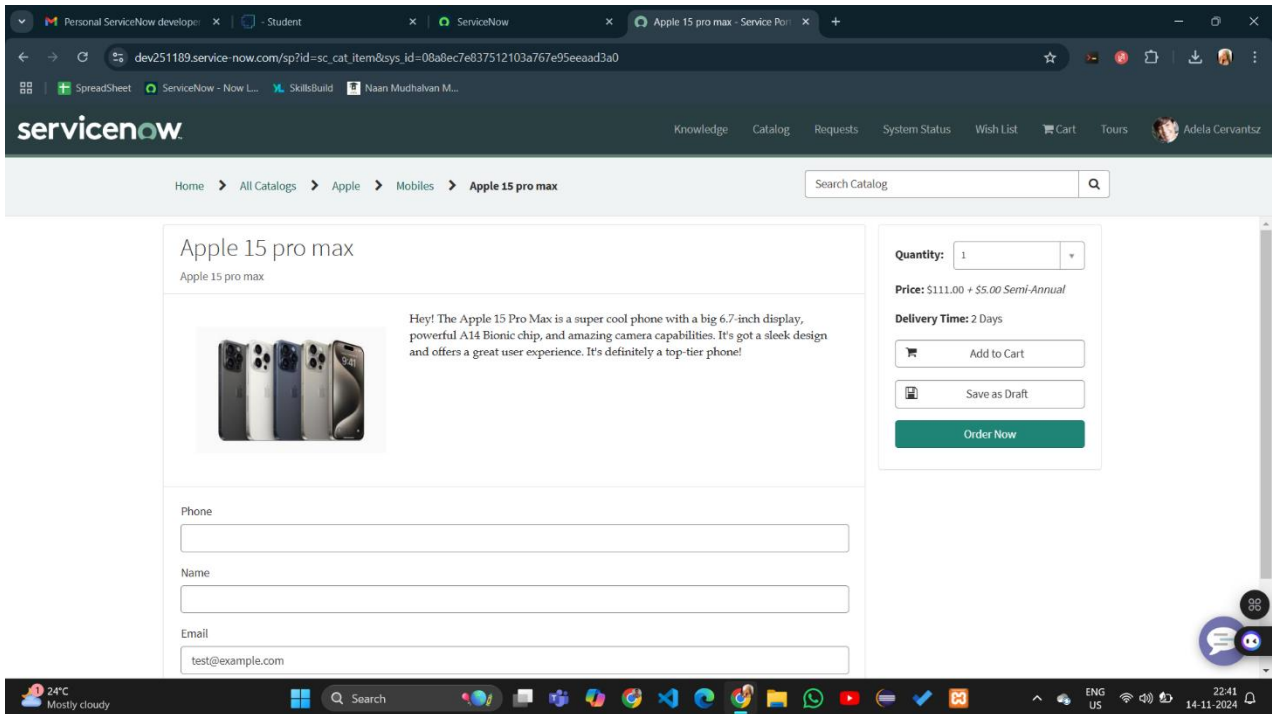 Personal ServiceNow developer
- Student
ServiceNow
Apple 15 pro max - Service Port
dev251189.service-now.com/sp?id=sc_cat_item&sys_id=08a8ec7e837512103a767e95eeaad3a0
SpreadSheet
ServiceNow - Now L...
SkillsBuild
Naan Mudhalvan M...
servicenow
Knowledge
Catalog
Requests
System Status
Wish List
Cart
Tours
Adela Cervantsz
Home
All Catalogs
Apple
Mobiles
Apple 15 pro max
Search Catalog
Apple 15 pro max
Apple 15 pro max
Hey! The Apple 15 Pro Max is a super cool phone with a big 6.7-inch display,
powerful A14 Bionic chip, and amazing camera capabilities. It's got a sleek design
and offers a great user experience. It's definitely a top-tier phone!
9:41
Quantity: 1
Price: $111.00 + $5.00 Semi-Annual
Delivery Time: 2 Days
Add to Cart
Save as Draft
Order Now
Phone
Name
Email
test@example.com
1
24°C
Mostly cloudy
Search
ENG
US
22:41
14-11-2024